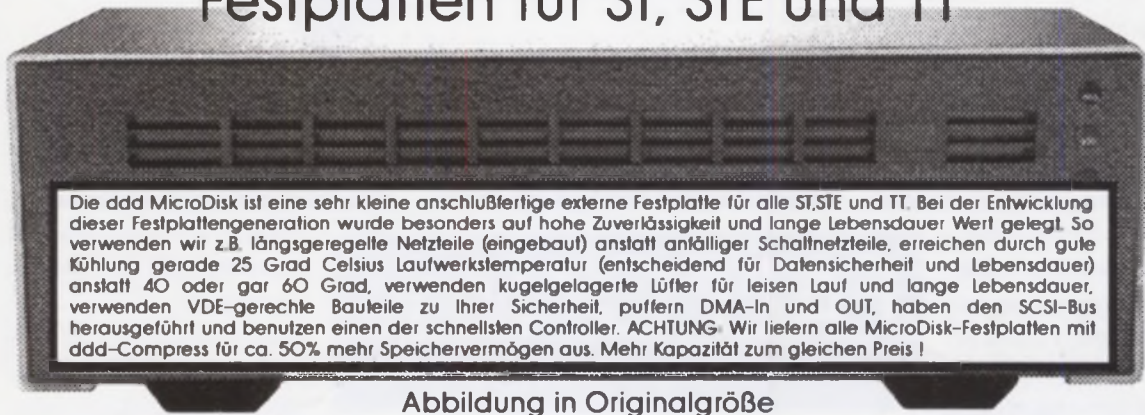 Festplatten für ST, STE und TT
Die ddd MicroDisk ist eine sehr kleine anschlußfertige externe Festplatte für alle ST,STE und TT. Bei der Entwicklung
dieser Festplattengeneration wurde besonders auf hohe Zuverlässigkeit und lange Lebensdauer Wert gelegt. So
verwenden wir z.B. längsgeregelte Netzteile (eingebaut) anstatt anfälliger Schaltnetzteile, erreichen durch gute
Kühlung gerade 25 Grad Celsius Laufwerkstemperatur (entscheidend für Datensicherheit und Lebensdauer)
anstatt 40 oder gar 60 Grad, verwenden kugelgelagerte Lüfter für leisen Lauf und lange Lebensdauer,
verwenden VDE-gerechte Bauteile zu Ihrer Sicherheit, puffern DMA-In und OUT, haben den SCSI-Bus
herausgeführt und benutzen einen der schnellsten Controller. ACHTUNG: Wir liefern alle MicroDisk-Festplatten mit
ddd-Compress für ca. 50% mehr Speichervermögen aus. Mehr Kapazität zum gleichen Preis !
Abbildung in Originalgröße